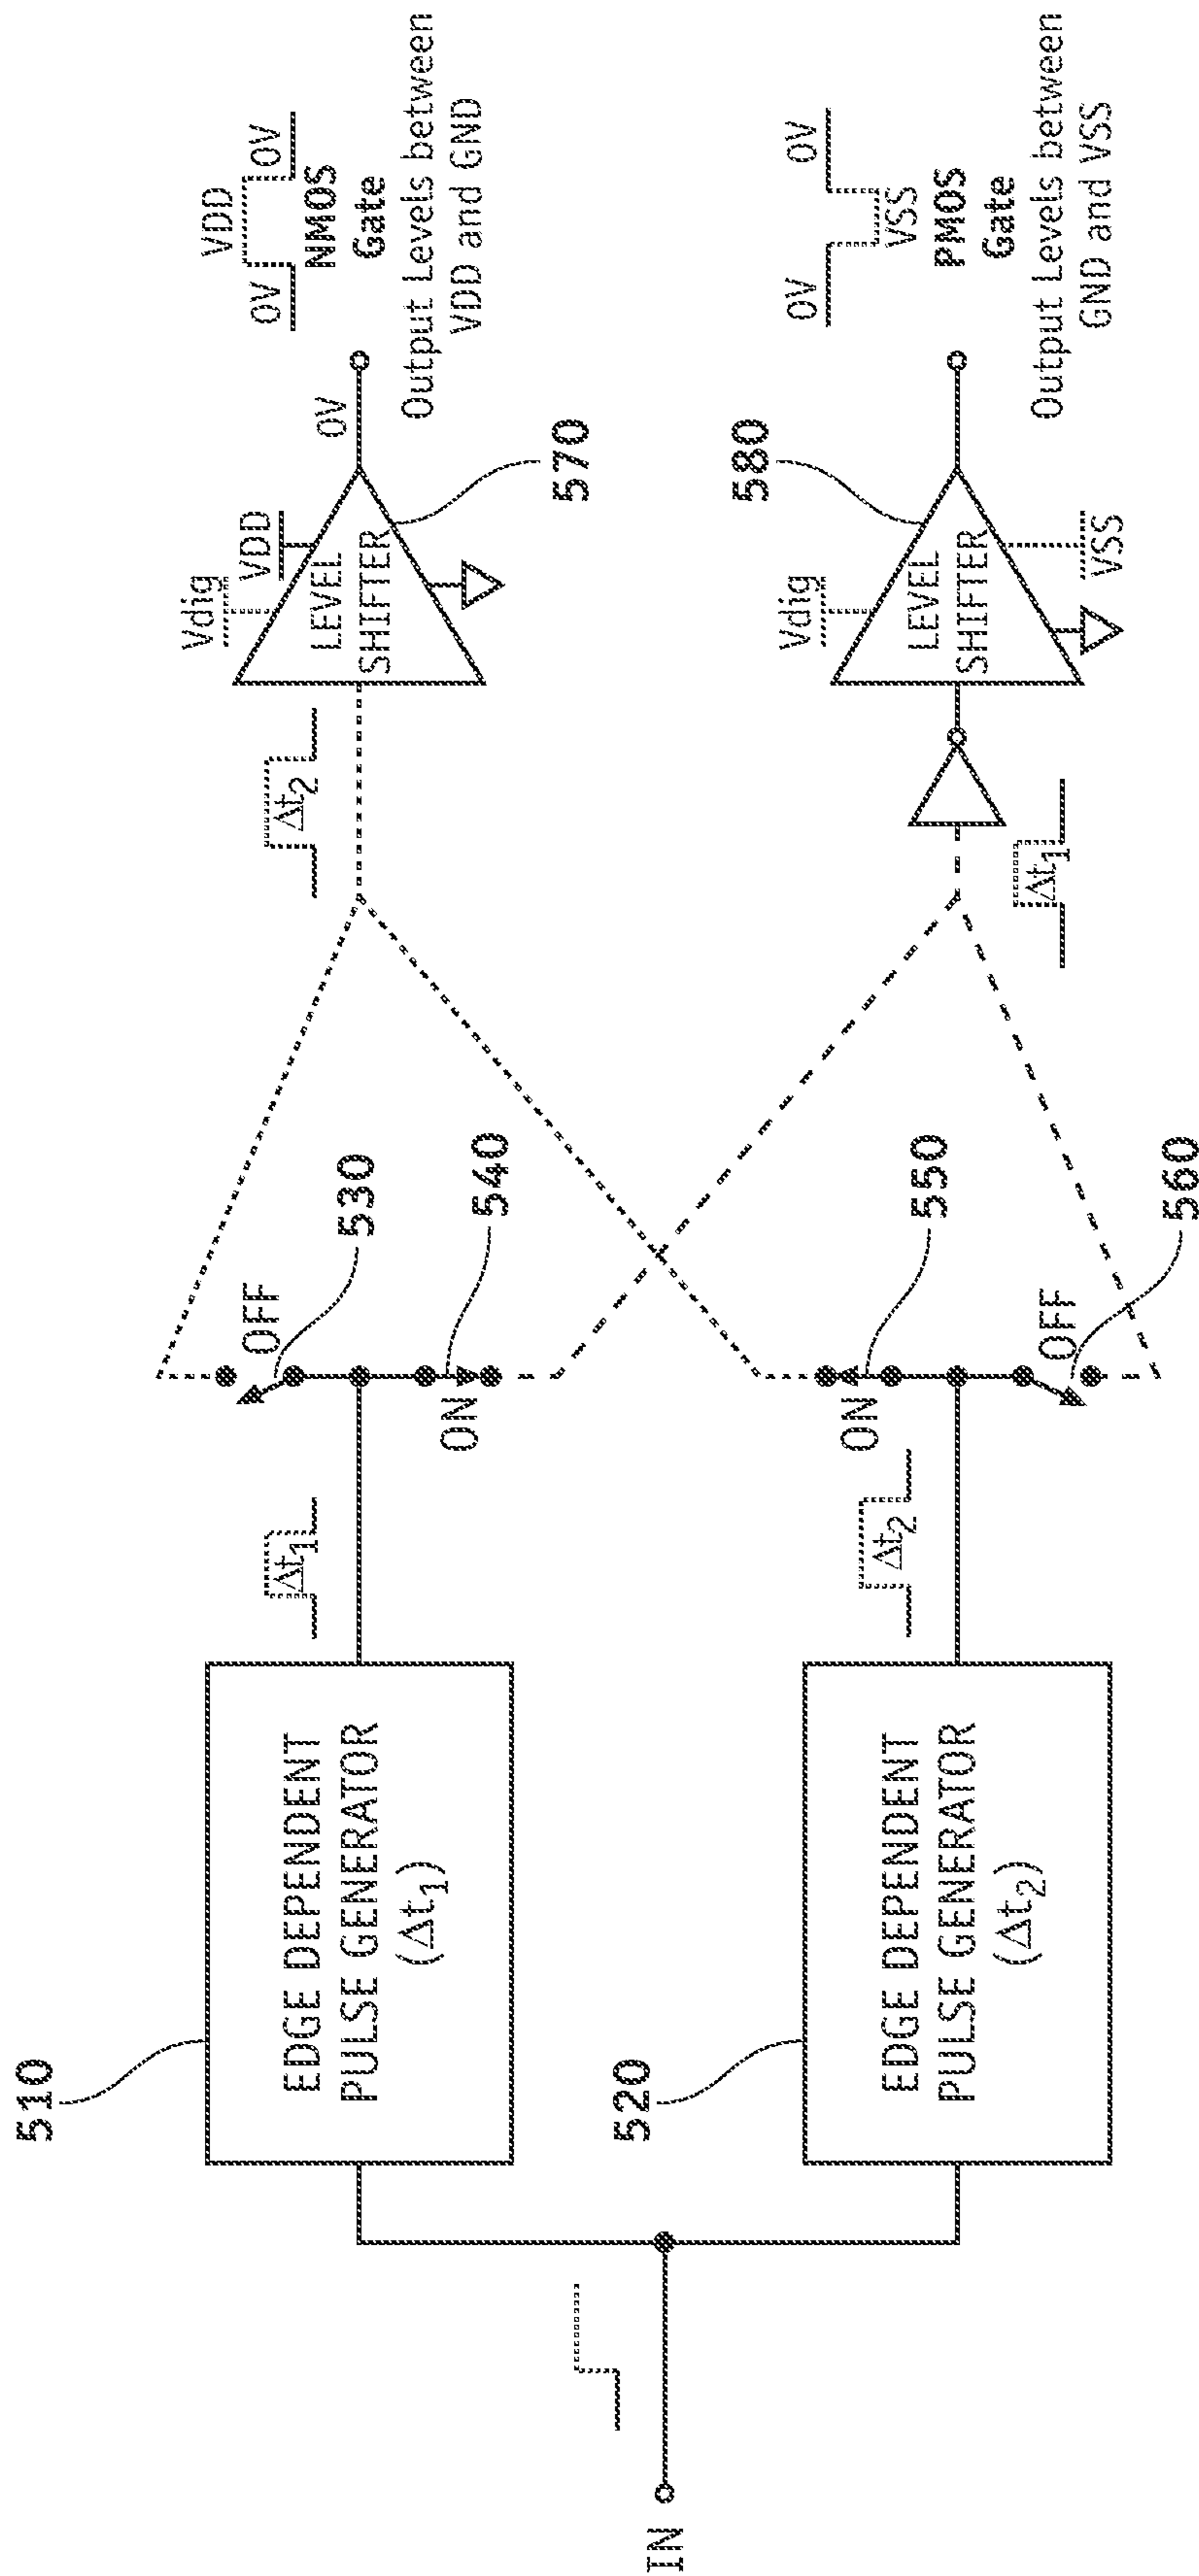 IN
510
EDGE DEPENDENT
PULSE GENERATOR
(Δt1)
520
EDGE DEPENDENT
PULSE GENERATOR
(Δt2)
Δt1
Δt2
OFF
530
ON
540
ON
550
OFF
560
Δt2
Δt1
Vdig
VDD
LEVEL
SHIFTER
570
0V
0V
VDD
0V
NMOS
Gate
Output Levels between
VDD and GND
Vdig
LEVEL
SHIFTER
VSS
580
0V
VSS
0V
PMOS
Gate
Output Levels between
GND and VSS